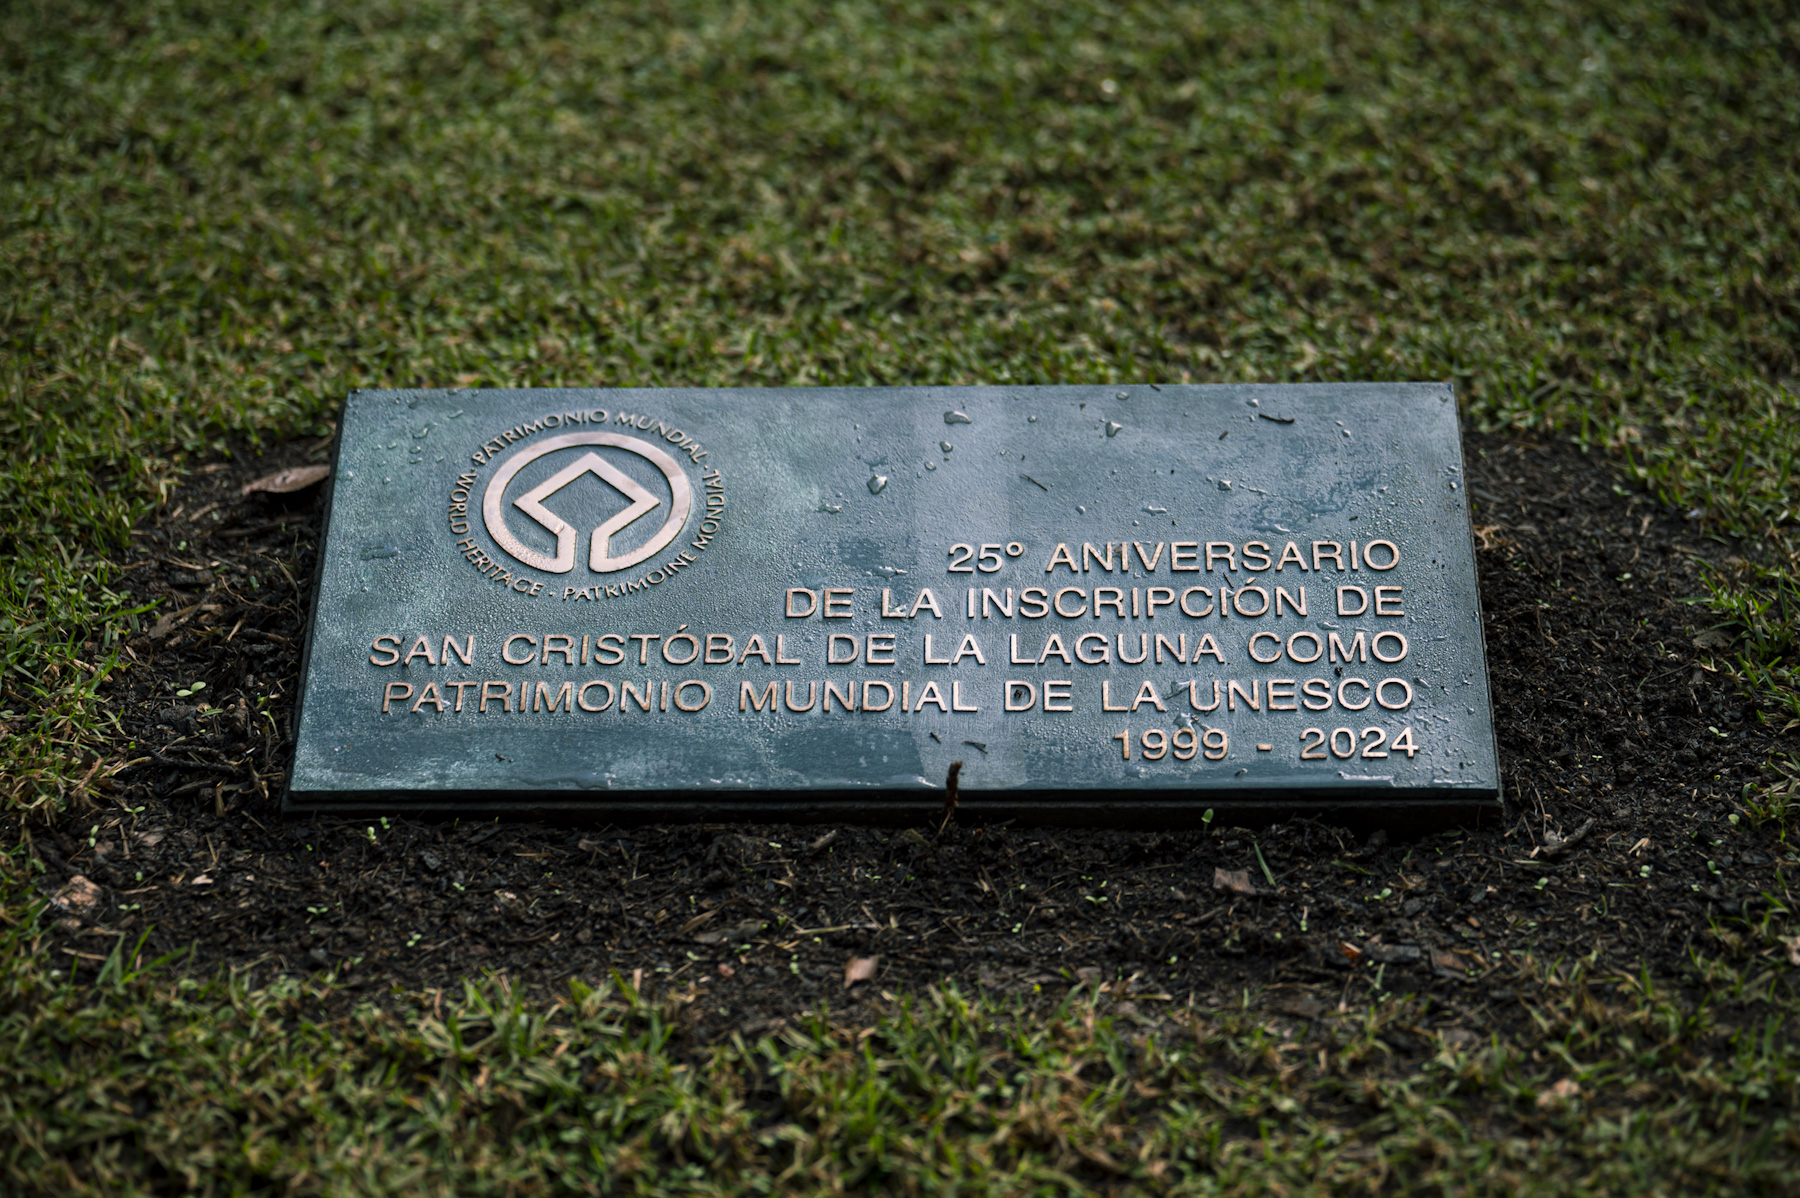 WORLD HERITAGE · PATRIMOINE MONDIAL · PATRIMONIO MUNDIAL ·
25º ANIVERSARIO
DE LA INSCRIPCIÓN DE
SAN CRISTÓBAL DE LA LAGUNA COMO
PATRIMONIO MUNDIAL DE LA UNESCO
1999 - 2024